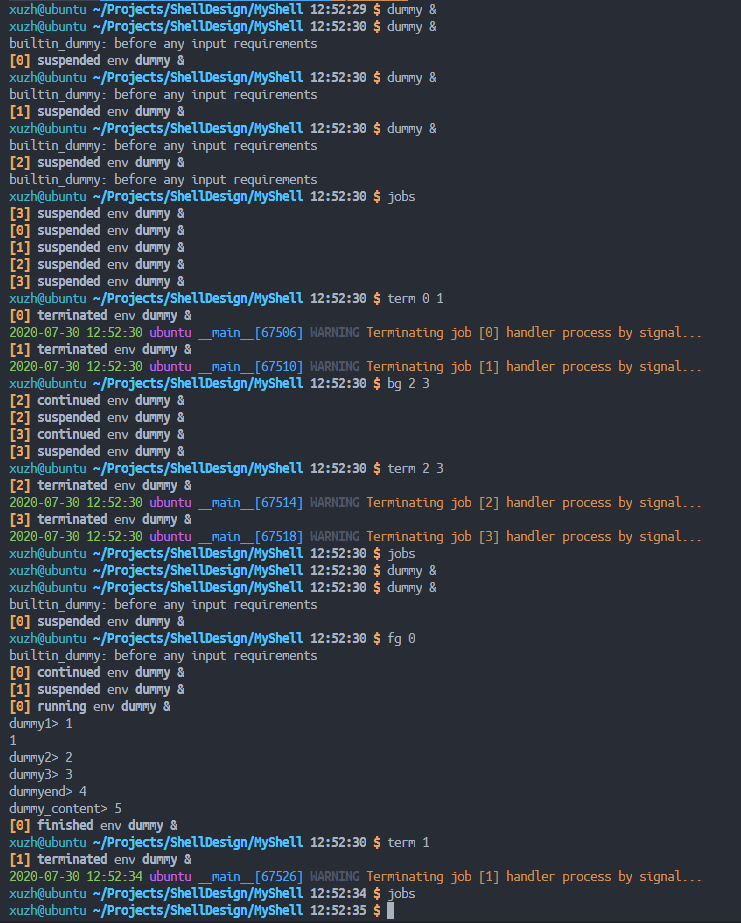 xuzh@ubuntu ~/Projects/ShellDesign/MyShell 12:52:29 $ dummy &
xuzh@ubuntu ~/Projects/ShellDesign/MyShell 12:52:30 $ dummy &
builtin_dummy: before any input requirements
[0] suspended env dummy &
xuzh@ubuntu ~/Projects/ShellDesign/MyShell 12:52:30 $ dummy &
builtin_dummy: before any input requirements
[1] suspended env dummy &
xuzh@ubuntu ~/Projects/ShellDesign/MyShell 12:52:30 $ dummy &
builtin_dummy: before any input requirements
[2] suspended env dummy &
builtin_dummy: before any input requirements
xuzh@ubuntu ~/Projects/ShellDesign/MyShell 12:52:30 $ jobs
[3] suspended env dummy &
[0] suspended env dummy &
[1] suspended env dummy &
[2] suspended env dummy &
[3] suspended env dummy &
xuzh@ubuntu ~/Projects/ShellDesign/MyShell 12:52:30 $ term 0 1
[0] terminated env dummy &
2020-07-30 12:52:30 ubuntu __main__[67506] WARNING Terminating job [0] handler process by signal...
[1] terminated env dummy &
2020-07-30 12:52:30 ubuntu __main__[67510] WARNING Terminating job [1] handler process by signal...
xuzh@ubuntu ~/Projects/ShellDesign/MyShell 12:52:30 $ bg 2 3
[2] continued env dummy &
[2] suspended env dummy &
[3] continued env dummy &
[3] suspended env dummy &
xuzh@ubuntu ~/Projects/ShellDesign/MyShell 12:52:30 $ term 2 3
[2] terminated env dummy &
2020-07-30 12:52:30 ubuntu __main__[67514] WARNING Terminating job [2] handler process by signal...
[3] terminated env dummy &
2020-07-30 12:52:30 ubuntu __main__[67518] WARNING Terminating job [3] handler process by signal...
xuzh@ubuntu ~/Projects/ShellDesign/MyShell 12:52:30 $ jobs
xuzh@ubuntu ~/Projects/ShellDesign/MyShell 12:52:30 $ dummy &
xuzh@ubuntu ~/Projects/ShellDesign/MyShell 12:52:30 $ dummy &
builtin_dummy: before any input requirements
[0] suspended env dummy &
xuzh@ubuntu ~/Projects/ShellDesign/MyShell 12:52:30 $ fg 0
builtin_dummy: before any input requirements
[0] continued env dummy &
[1] suspended env dummy &
[0] running env dummy &
dummy1> 1
1
dummy2> 2
dummy3> 3
dummyend> 4
dummy_content> 5
[0] finished env dummy &
xuzh@ubuntu ~/Projects/ShellDesign/MyShell 12:52:30 $ term 1
[1] terminated env dummy &
2020-07-30 12:52:34 ubuntu __main__[67526] WARNING Terminating job [1] handler process by signal...
xuzh@ubuntu ~/Projects/ShellDesign/MyShell 12:52:34 $ jobs
xuzh@ubuntu ~/Projects/ShellDesign/MyShell 12:52:35 $